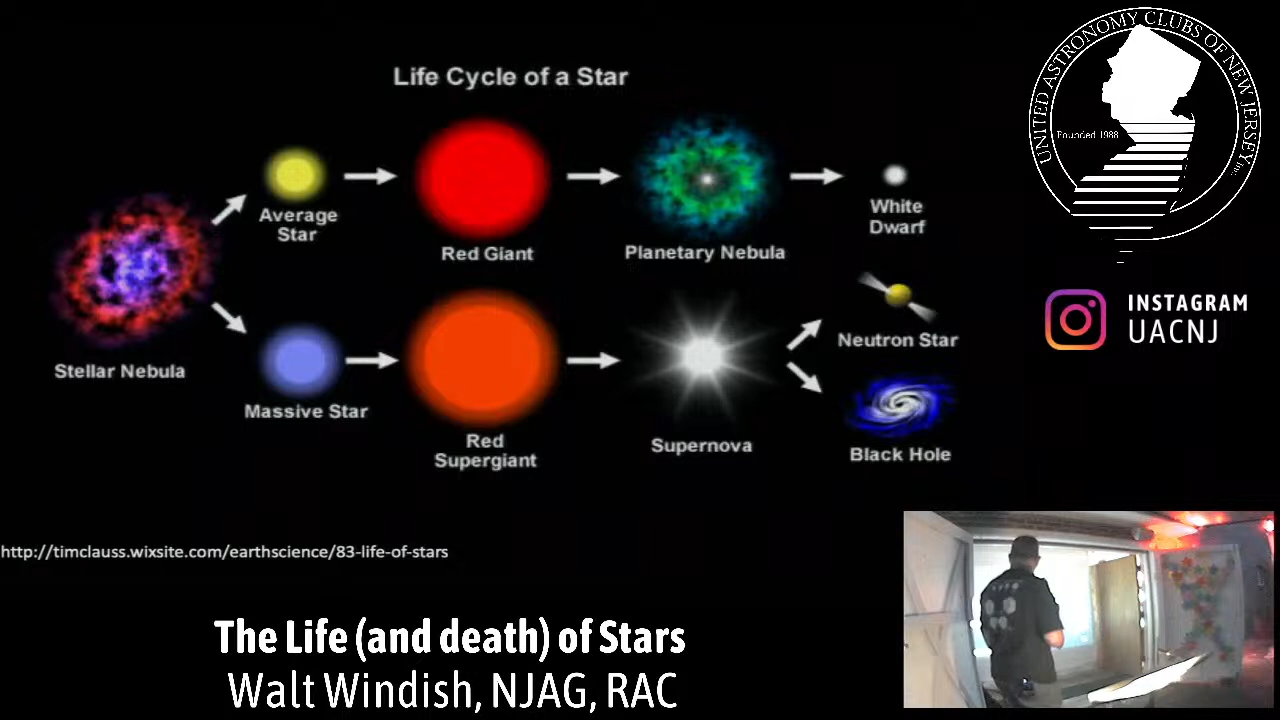 Life Cycle of a Star
Average
Star
Red Giant
Planetary Nebula
White
Dwarf
Stellar Nebula
Massive Star
Red
Supergiant
Supernova
Neutron Star
Black Hole
http://timclauss.wixsite.com/earthscience/83-life-of-stars
The Life (and death) of Stars
Walt Windish, NJAG, RAC
UNITED ASTRONOMY CLUBS OF NEW JERSEY, Inc.
Founded 1988
INSTAGRAM
UACNJ